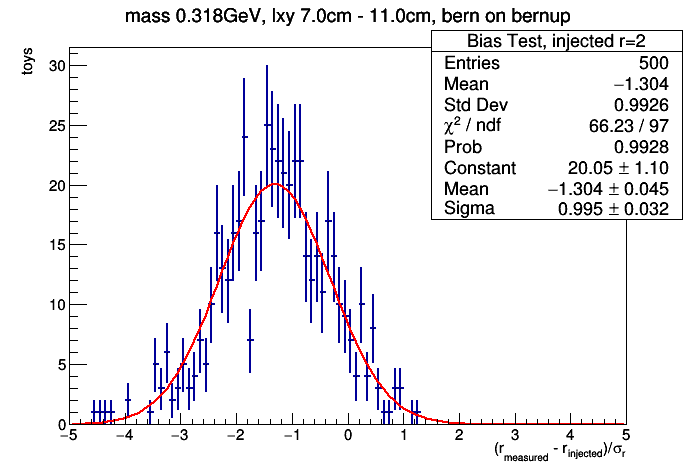 mass 0.318GeV, lxy 7.0cm - 11.0cm, bern on bernup
Bias Test, injected r=2
Entries 500
Mean −1.304
Std Dev 0.9926
χ² / ndf 66.23 / 97
Prob 0.9928
Constant 20.05 ± 1.10
Mean −1.304 ± 0.045
Sigma 0.995 ± 0.032
toys
30
25
20
15
10
5
0
−5 −4 −3 −2 −1 0 1 2 3 4 5
(r_measured - r_injected)/σ_r